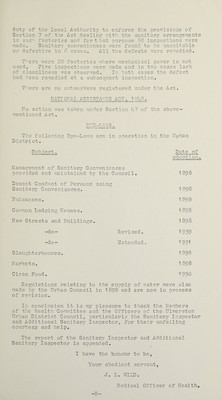 duty of the Local Authority to enforce the provision of
Section 7 of the Act dealing with the sanitary arrangements
in such factories and for that purpose 98 inspections were
made. Sanitary conveniences were found to be unsuitable
or defective in 8 cases. All the defects were remedied.
There were 28 factories where mechanical power is not
used. Five inspections were made and in two cases lack
of cleanliness was observed. In both cases the defect
had been remedied at a subsequent inspection.
There are no outworkers registered under the Act.
NATIONAL ASSISTANCE ACT, 1948.
No action was taken under Section 47 of the above-
mentioned Act.
BYE-LAWS.
The following Bye-Laws are in operation in the Urban
District.
Subject. Date of
adoption.
Management of Sanitary Conveniences
provided and maintained by the Council. 1898
Decent Conduct of Persons using
Sanitary Conveniences. 1898
Nuisances. 1898
Common Lodging Houses. 1898
New Streets and Buildings. 1898
-do- Revised. 1939
-do- Extended. 1951
Slaughterhouses. 1898
Markets. 1898
Clean Food. 1950
Regulations relating to the supply of water were also
made by the Urban Council in 1898 and are now in process
of revision.
In conclusion it is my pleasure to thank the Members
of the Health Committee and the Officers of the Ulverston
Urban District Council, particularly the Sanitary Inspector
and Additional Sanitary Inspector, for their unfailing
courtesy and help.
The report of the Sanitary Inspector and Additional
Sanitary Inspector is appended.
I have the honour to be,
Your obedient servant,
Medical Officer of Health.